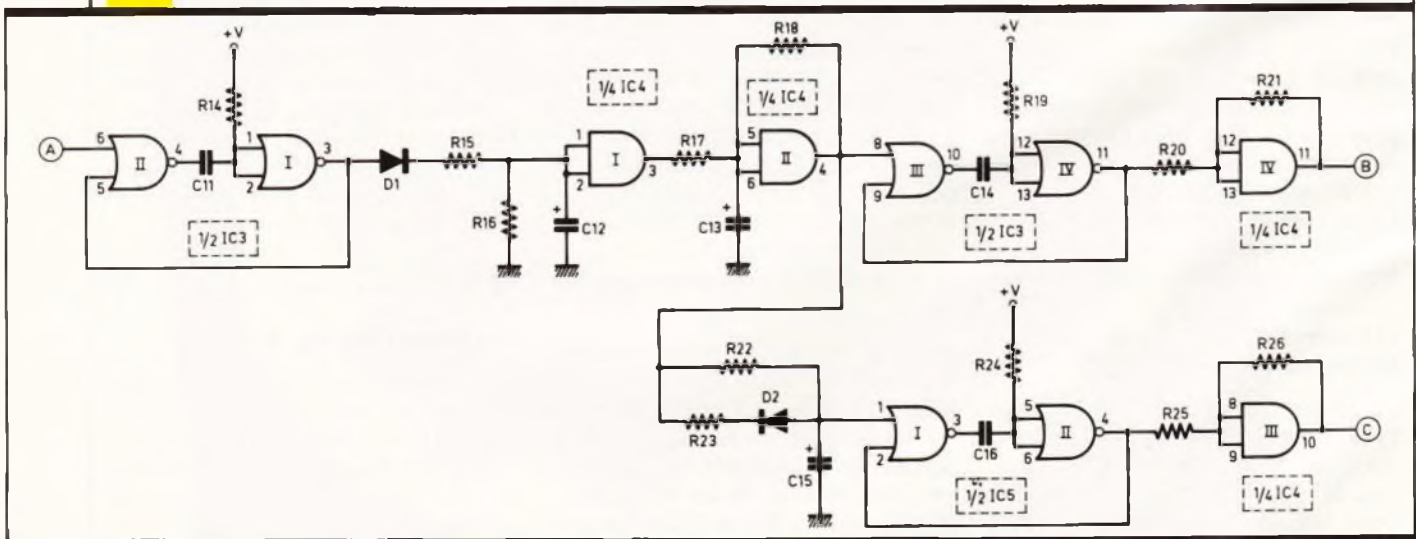 +V
R14
A
6
5
II
4
C11
1
2
I
3
D1
R15
R16
1/2 IC3
1/4 IC4
1
2
I
3
C12
+
R17
R18
1/4 IC4
5
6
II
4
C13
+
+V
R19
8
9
III
10
C14
12
13
IV
11
1/2 IC3
R20
R21
12
13
IV
11
B
1/4 IC4
R22
D2
R23
C15
+
+V
R24
1
2
I
3
C16
5
6
II
4
1/2 IC5
R25
R26
8
9
III
10
C
1/4 IC4